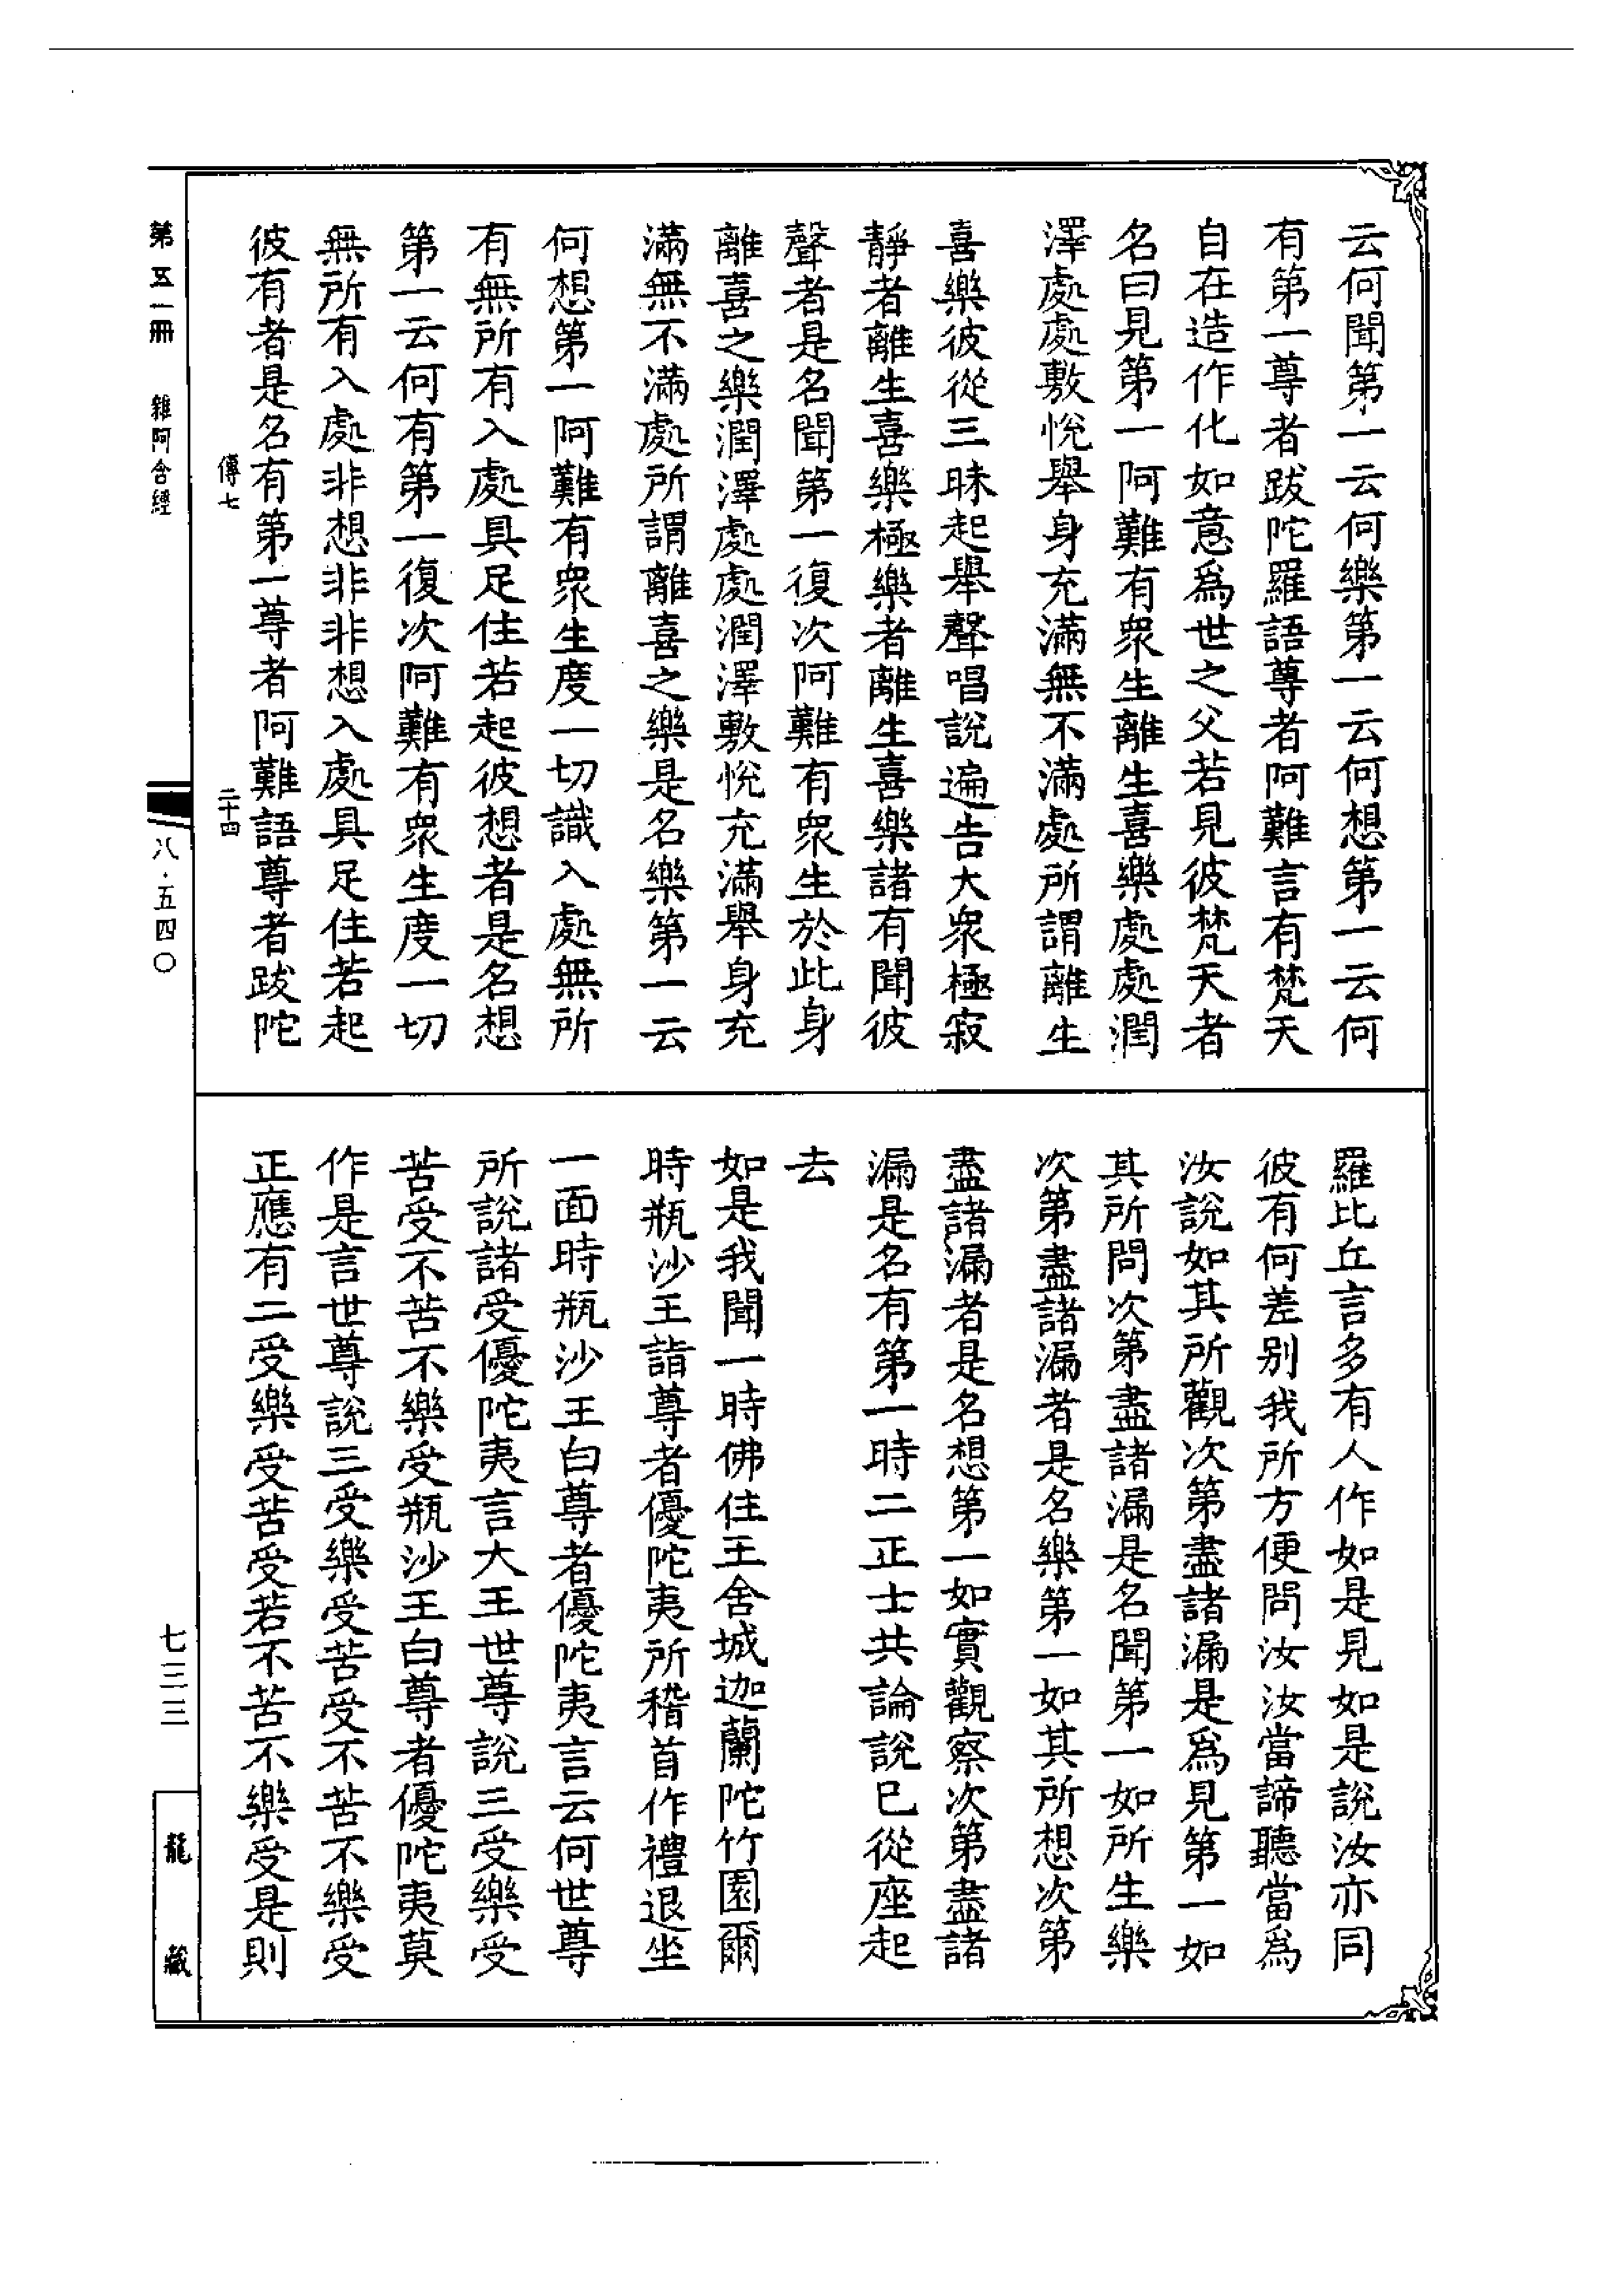 云何聞第一云何樂第一云何想第一云何
有第一尊者跋陀羅語尊者阿難言有梵天
自在造作化如意爲世之父若見彼梵天者
名曰見第一阿難有衆生離生喜樂處處潤
澤處處敷悅舉身充滿無不滿處所謂離生
喜樂彼從三昧起舉聲唱說遍告大衆極寂
靜者離生喜樂極樂者離生喜樂諸有聞彼
聲者是名聞第一復次阿難有衆生於此身
離喜之樂潤澤處處潤澤敷悅充滿舉身充
滿無不滿處所謂離喜之樂是名樂第一云
何想第一阿難有衆生度一切識入處無所
有無所有入處具足住若起彼想者是名想
第一云何有第一復次阿難有衆生度一切
無所有入處非想非非想入處具足住若起
彼有者是名有第一尊者阿難語尊者跋陀
傳七
二十四
羅比丘言多有人作如是見如是說汝亦同
彼有何差别我所方便問汝汝當諦聽當爲
汝說如其所觀次第盡諸漏是爲見第一如
其所問次第盡諸漏是名聞第一如所生樂
次第盡諸漏者是名樂第一如其所想次第
盡諸漏者是名想第一如實觀察次第盡諸
漏是名有第一時二正士共論說已從座起
去
如是我聞一時佛住王舍城迦蘭陀竹園爾
時瓶沙王詣尊者優陀夷所稽首作禮退坐
一面時瓶沙王白尊者優陀夷言云何世尊
所說諸受優陀夷言大王世尊說三受樂受
苦受不苦不樂受瓶沙王白尊者優陀夷莫
作是言世尊說三受樂受苦受不苦不樂受
正應有二受樂受苦受若不苦不樂受是則
第五一冊
雜阿含經
八·五四〇
七三三
龍藏